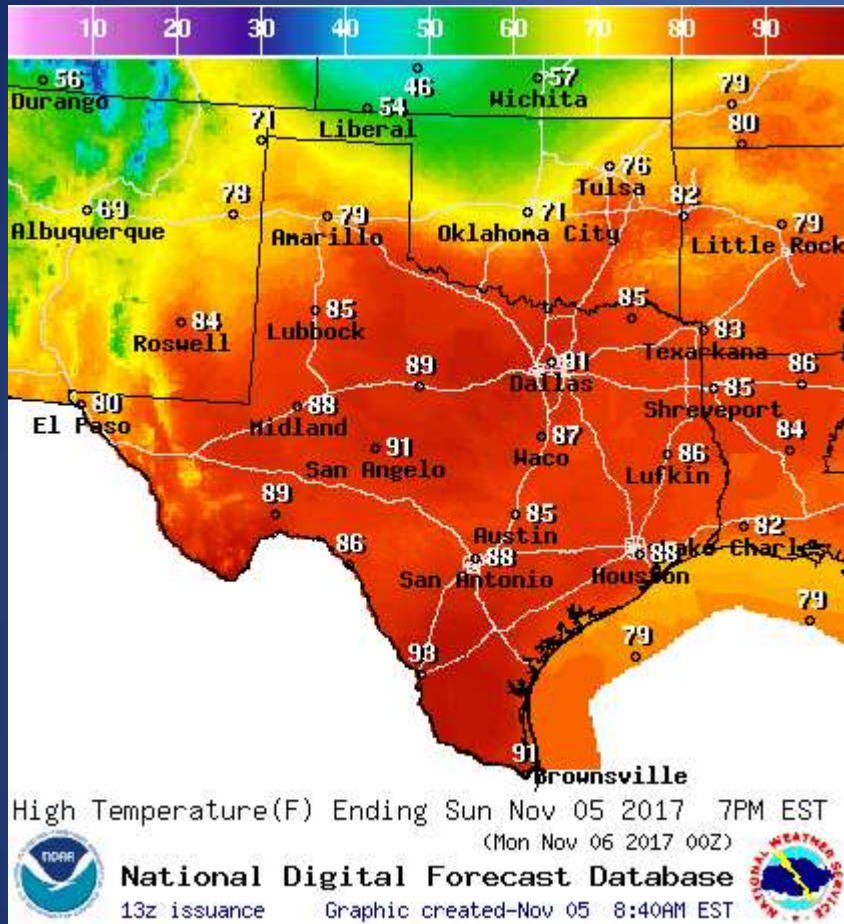 10 20 30 40 50 60 70 80 90
56
Durango
46
57
Wichita
54
Liberal
79
80
71
76
Tulsa
69
Albuquerque
78
79
Amarillo
71
Oklahoma City
82
79
Little Rock
84
Roswell
85
Lubbock
85
83
Texarkana
89
91
Dallas
86
85
Shreveport
80
El Paso
88
Midland
91
San Angelo
87
Waco
86
Lufkin
84
89
85
Austin
82
Lake Charles
86
88
San Antonio
88
Houston
79
79
93
91
Brownsville
High Temperature(F) Ending Sun Nov 05 2017 7PM EST
(Mon Nov 06 2017 00Z)
NOAA
National Digital Forecast Database
13z issuance Graphic created-Nov 05 8:40AM EST
NATIONAL WEATHER SERVICE